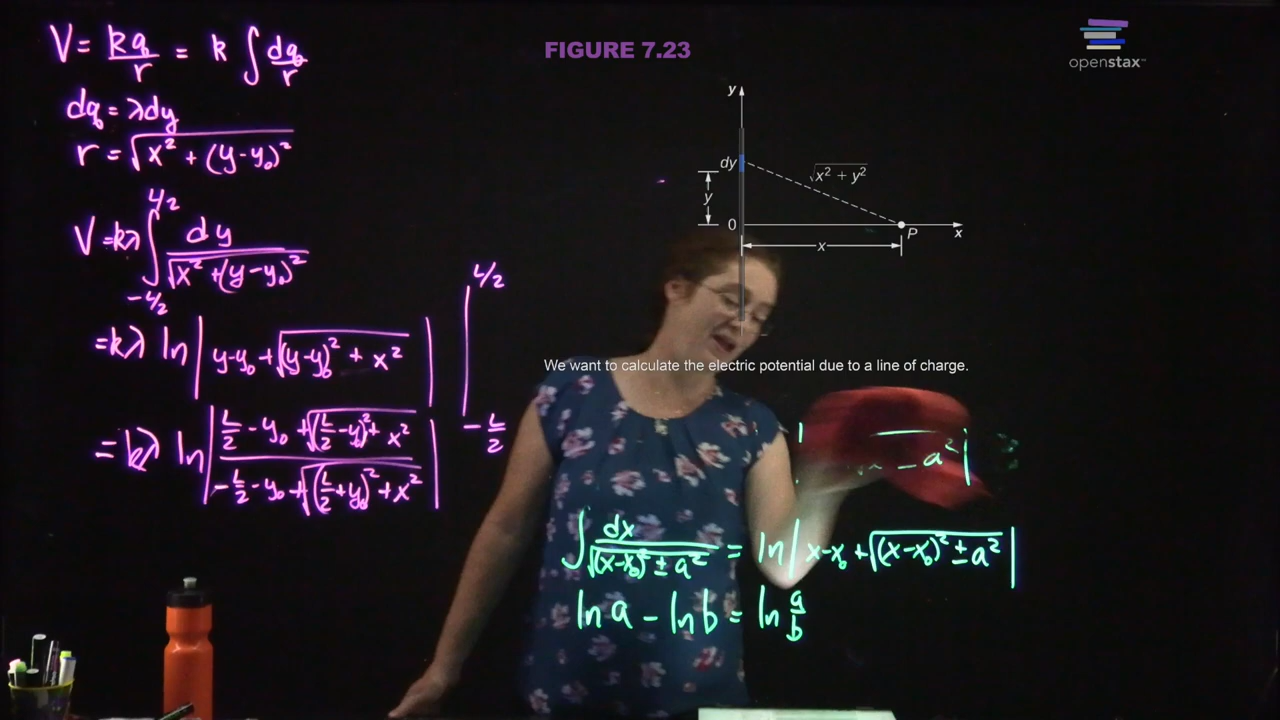 V = kq/r = k ∫ dq/r
dq = λdy
r = √(x² + (y-y₀)²)
V = kλ ∫_{-L/2}^{L/2} dy/√(x² + (y-y₀)²)
= kλ ln | y-y₀ + √((y-y₀)² + x²) | |_{-L/2}^{L/2}
= kλ ln | (L/2 - y₀ + √((L/2 - y₀)² + x²)) / (-L/2 - y₀ + √((L/2 + y₀)² + x²)) |
FIGURE 7.23
openstax™
y
dy
√(x² + y²)
y
0
P
x
x
We want to calculate the electric potential due to a line of charge.
- a² |
∫ dx/√((x-x₀)² ± a²) = ln | x-x₀ + √((x-x₀)² ± a²) |
ln a - ln b = ln a/b